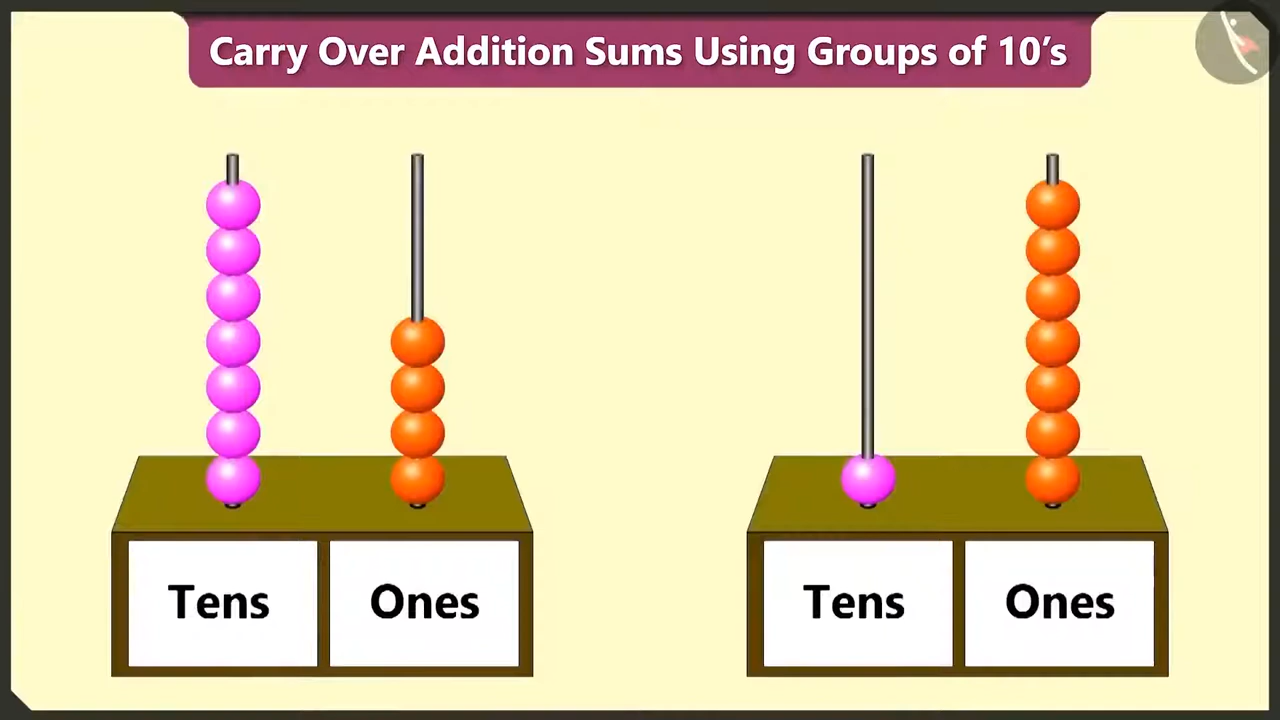 Carry Over Addition Sums Using Groups of 10’s
Tens Ones Tens Ones